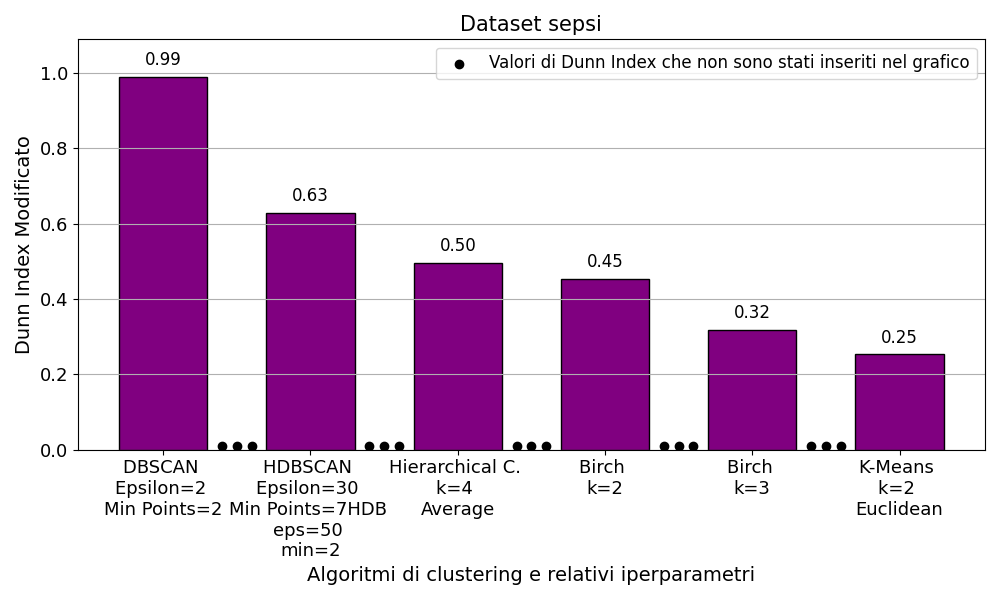 Dataset sepsi
Valori di Dunn Index che non sono stati inseriti nel grafico
Dunn Index Modificato
1.0
0.8
0.6
0.4
0.2
0.0
0.99
0.63
0.50
0.45
0.32
0.25
DBSCAN
Epsilon=2
Min Points=2
HDBSCAN
Epsilon=30
Min Points=7HDB
eps=50
min=2
Hierarchical C.
k=4
Average
Birch
k=2
Birch
k=3
K-Means
k=2
Euclidean
Algoritmi di clustering e relativi iperparametri